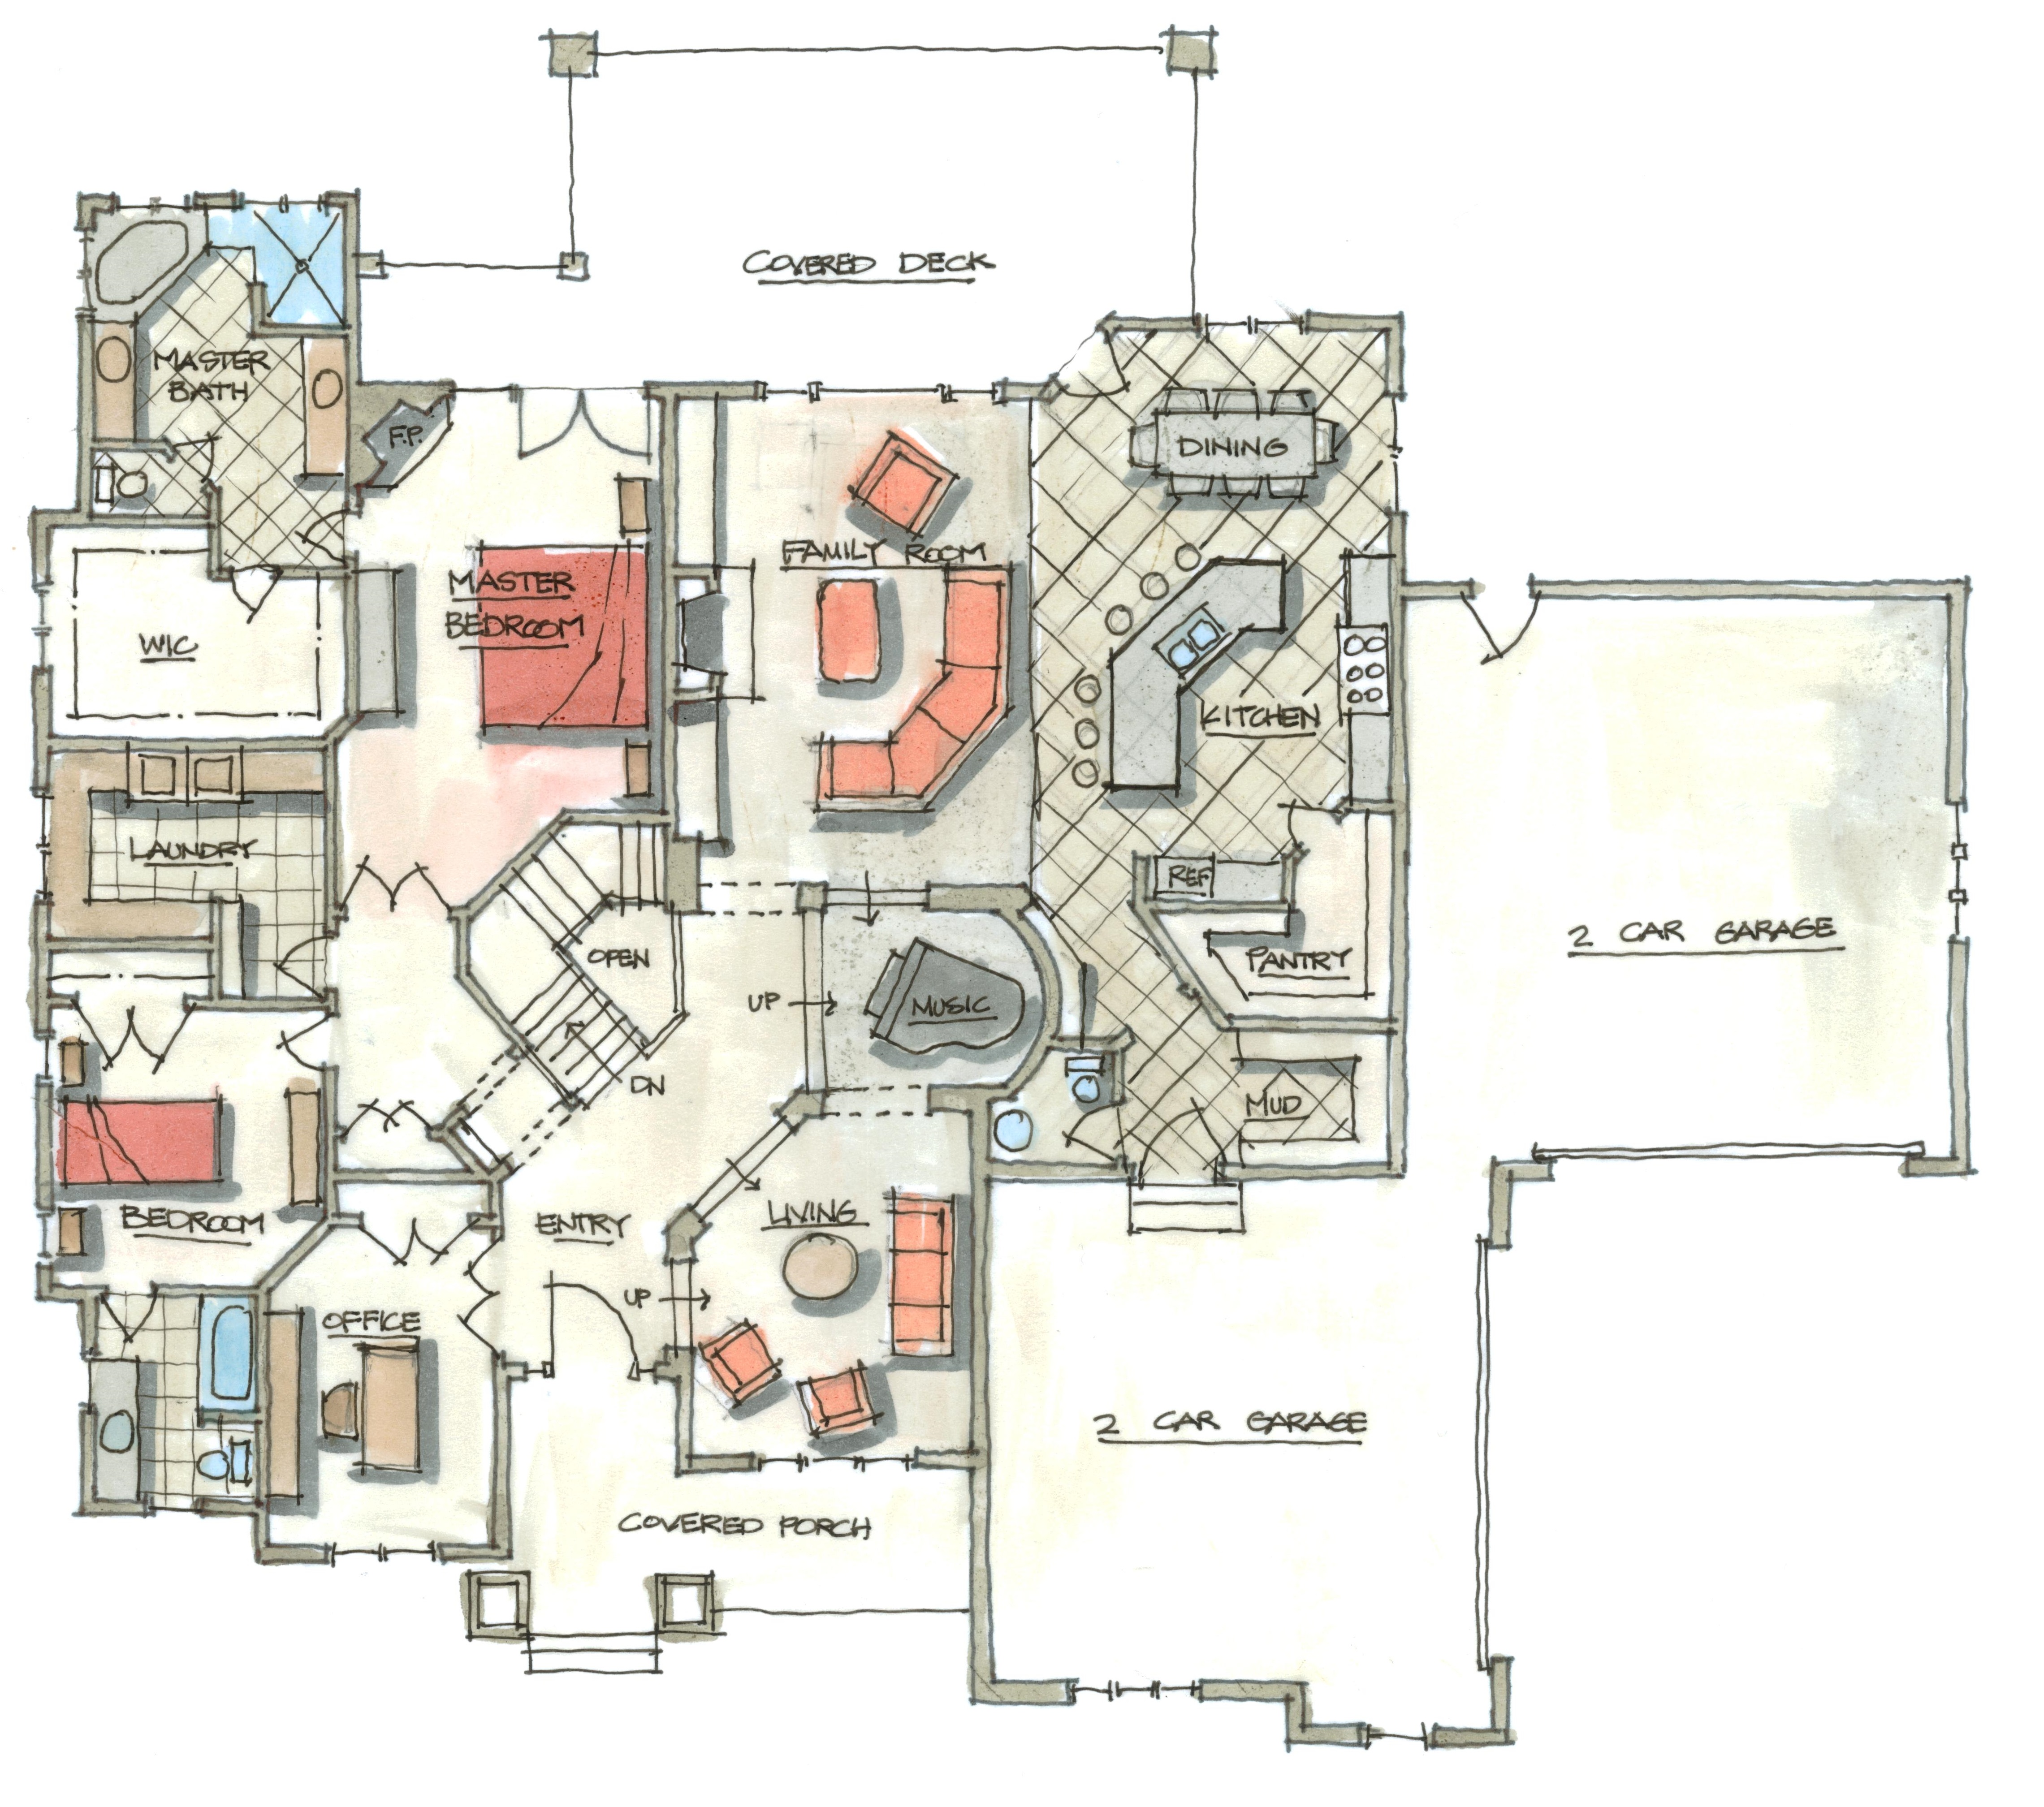 COVERED DECK
MASTER
BATH
F.P.
DINING
FAMILY ROOM
MASTER
BEDROOM
WIC
KITCHEN
LAUNDRY
REF
2 CAR GARAGE
OPEN
PANTRY
UP
MUSIC
DN
MUD
BEDROOM
ENTRY
LIVING
UP
OFFICE
2 CAR GARAGE
COVERED PORCH